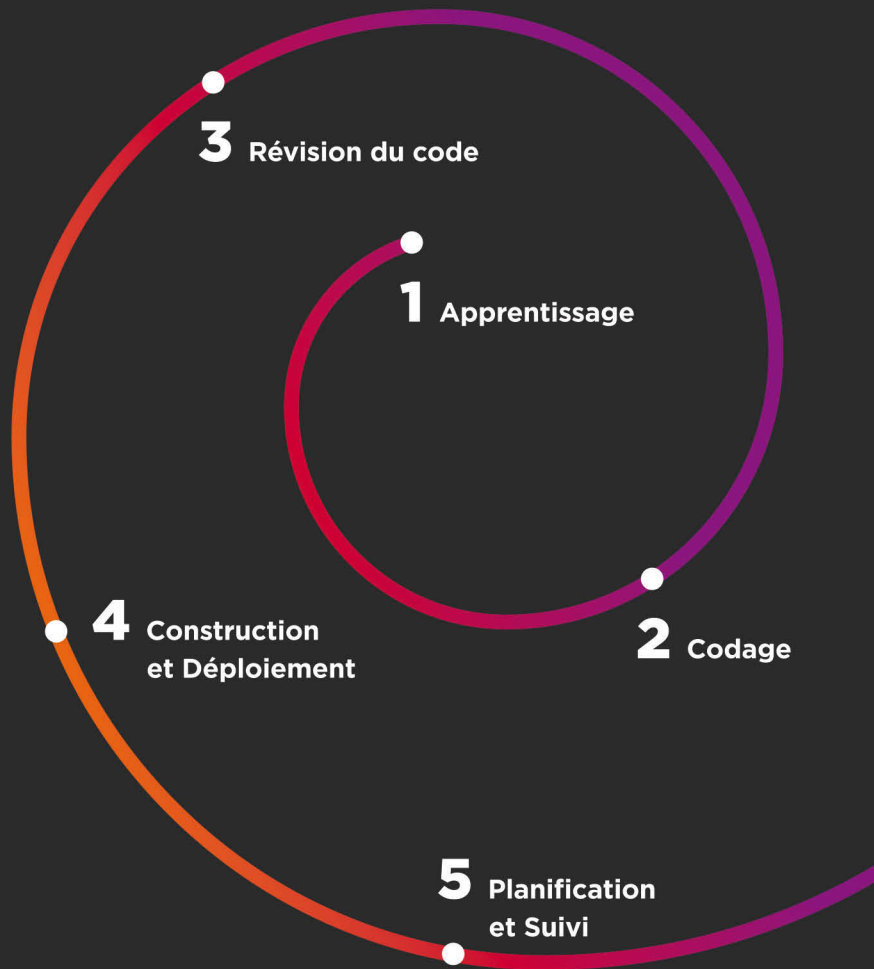 3 Révision du code
1 Apprentissage
4 Construction
et Déploiement
2 Codage
5 Planification
et Suivi